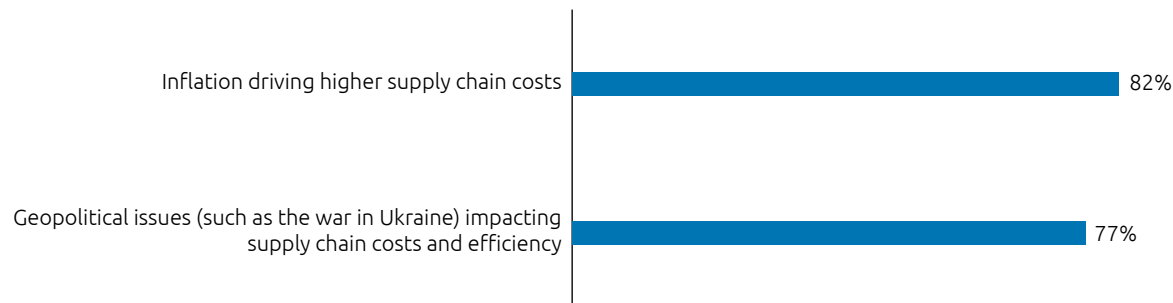 Inflation driving higher supply chain costs
82%
Geopolitical issues (such as the war in Ukraine) impacting
supply chain costs and efficiency
77%